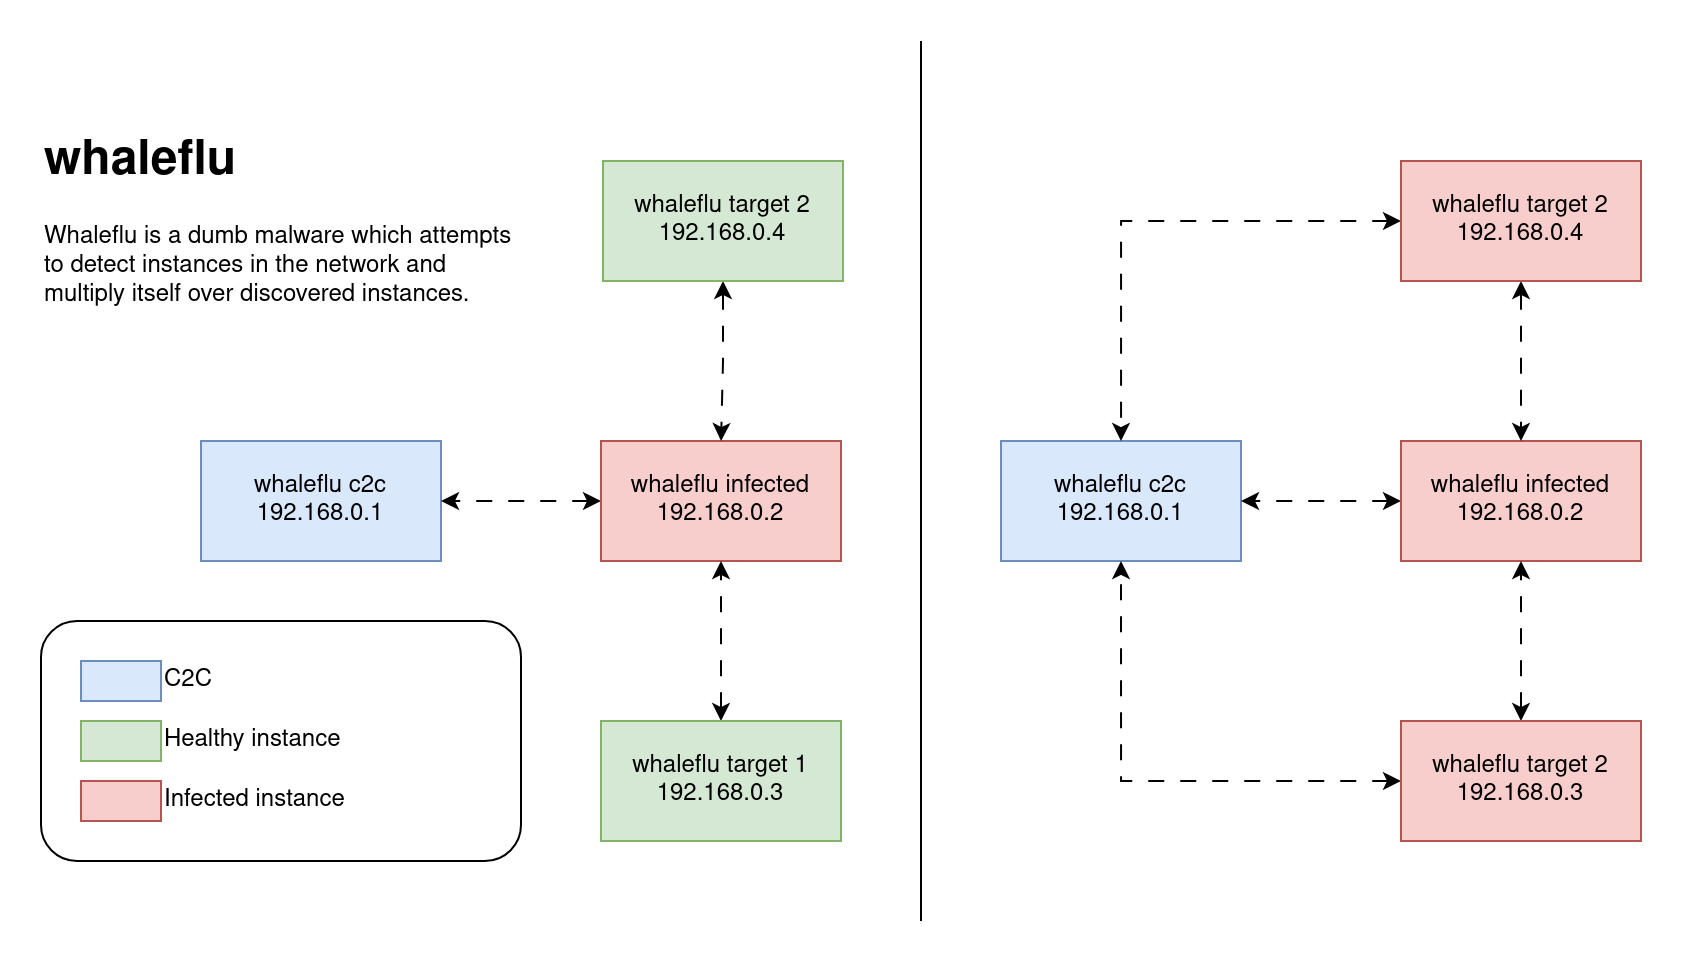 whaleflu
Whaleflu is a dumb malware which attempts
to detect instances in the network and
multiply itself over discovered instances.
whaleflu target 2
192.168.0.4
whaleflu c2c
192.168.0.1
whaleflu infected
192.168.0.2
whaleflu target 1
192.168.0.3
C2C
Healthy instance
Infected instance
whaleflu target 2
192.168.0.4
whaleflu c2c
192.168.0.1
whaleflu infected
192.168.0.2
whaleflu target 2
192.168.0.3